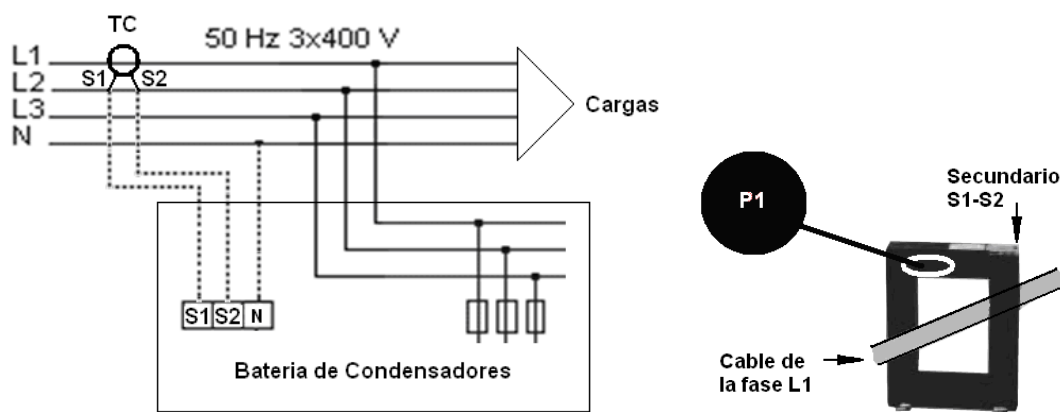 TC
50 Hz 3x400 V
L1
S1 S2
L2
L3
N
Cargas
S1 S2 N
Bateria de Condensadores
P1
Secundario
S1-S2
Cable de
la fase L1